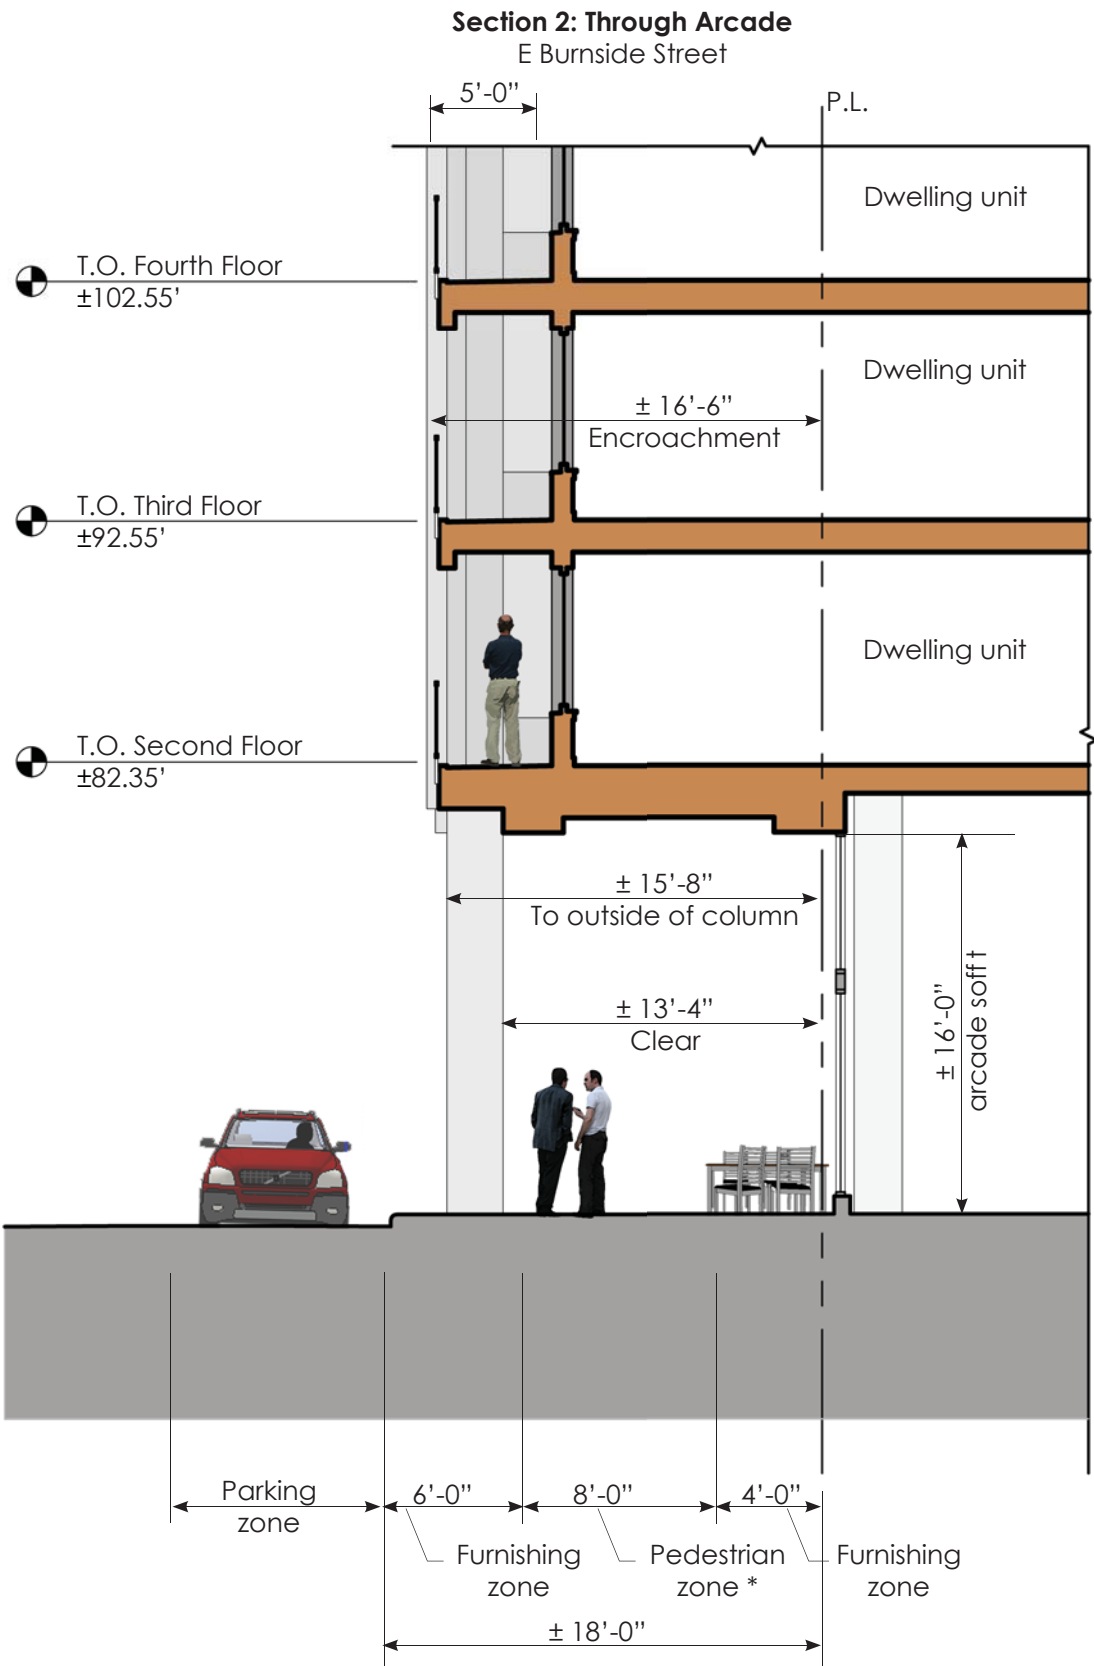 Section 2: Through Arcade
E Burnside Street
5’-0”
P.L.
Dwelling unit
T.O. Fourth Floor
±102.55’
Dwelling unit
± 16’-6”
Encroachment
T.O. Third Floor
±92.55’
Dwelling unit
T.O. Second Floor
±82.35’
± 15’-8”
To outside of column
± 16’-0”
arcade soff t
± 13’-4”
Clear
Parking
zone
6’-0”
8’-0”
4’-0”
Furnishing
zone
Pedestrian
zone *
Furnishing
zone
± 18’-0”